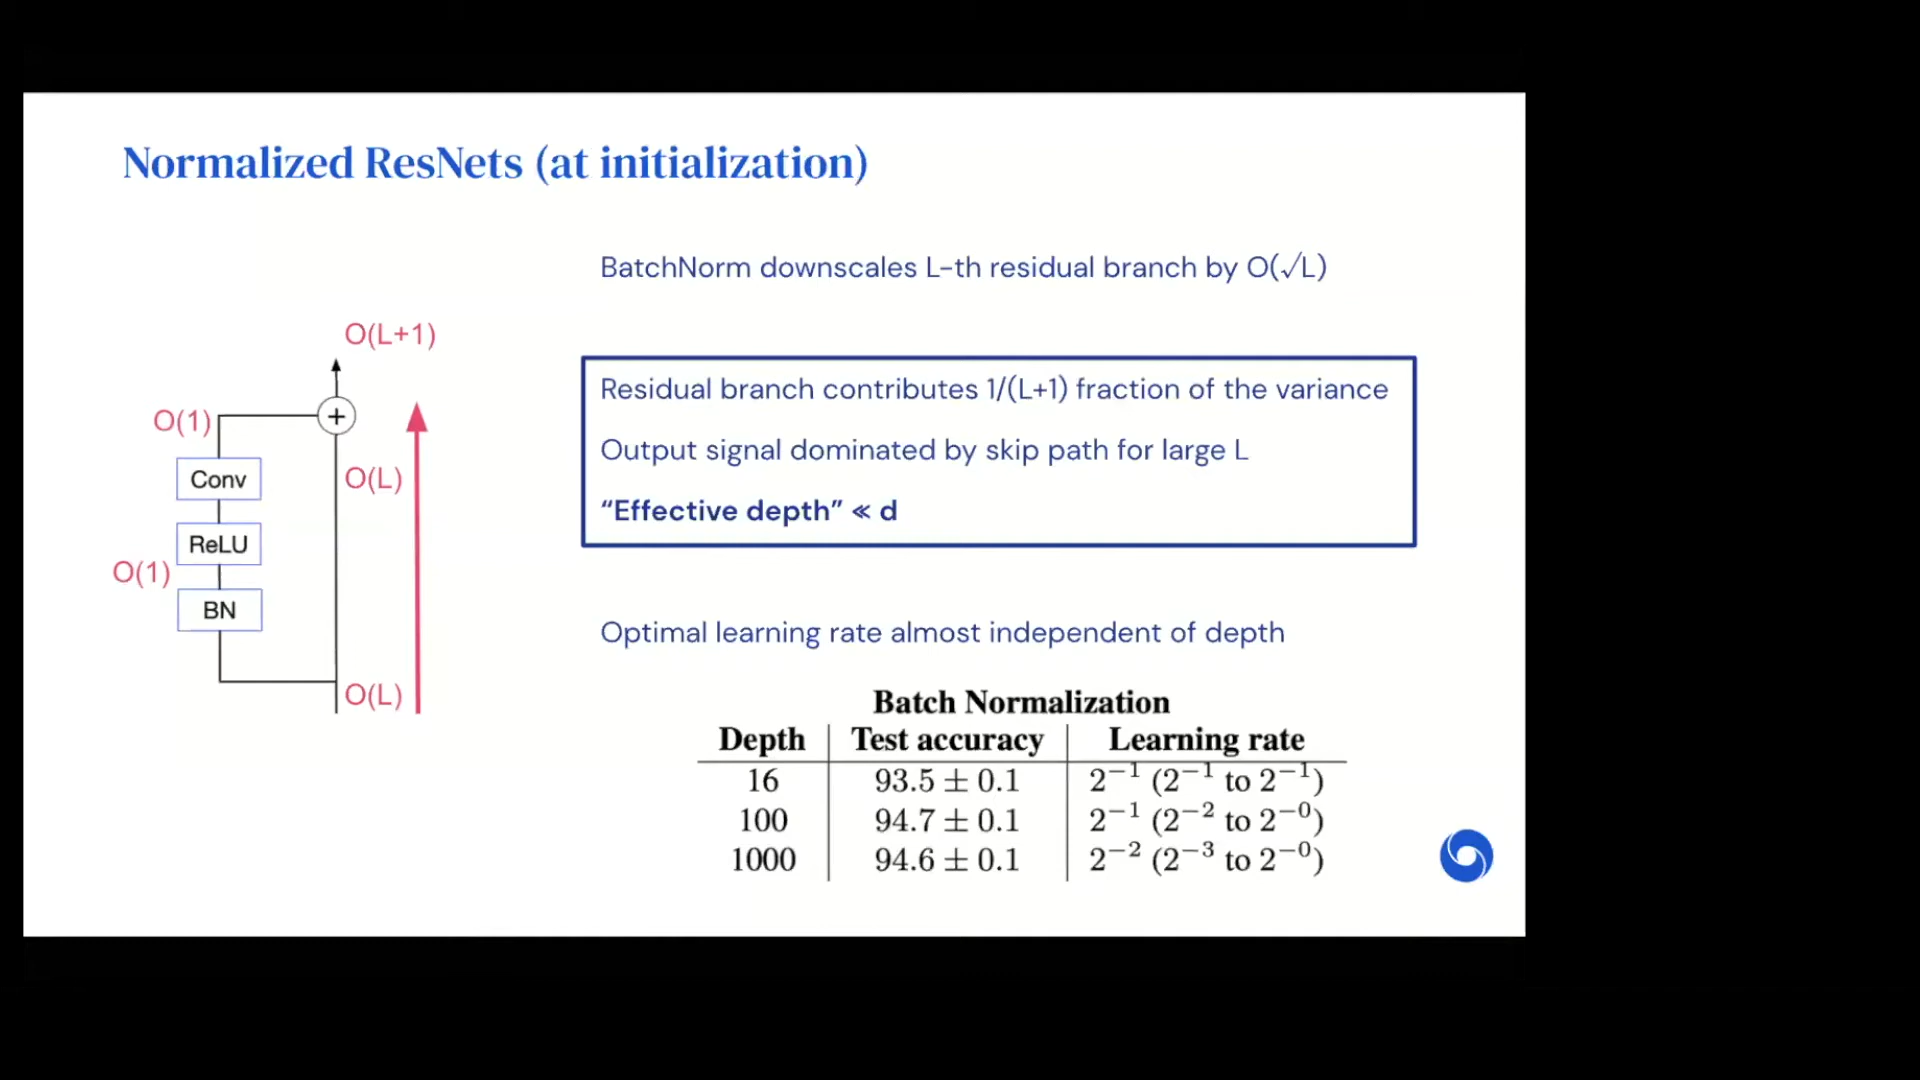 Normalized ResNets (at initialization)
BatchNorm downscales L-th residual branch by O(√L)
O(L+1)
Residual branch contributes 1/(L+1) fraction of the variance
O(1)
+
Output signal dominated by skip path for large L
Conv
O(L)
"Effective depth" ≪ d
ReLU
O(1)
BN
Optimal learning rate almost independent of depth
O(L)
Batch Normalization
Depth Test accuracy Learning rate
16 93.5 ± 0.1 2⁻¹ (2⁻¹ to 2⁻¹)
100 94.7 ± 0.1 2⁻¹ (2⁻² to 2⁻⁰)
1000 94.6 ± 0.1 2⁻² (2⁻³ to 2⁻⁰)